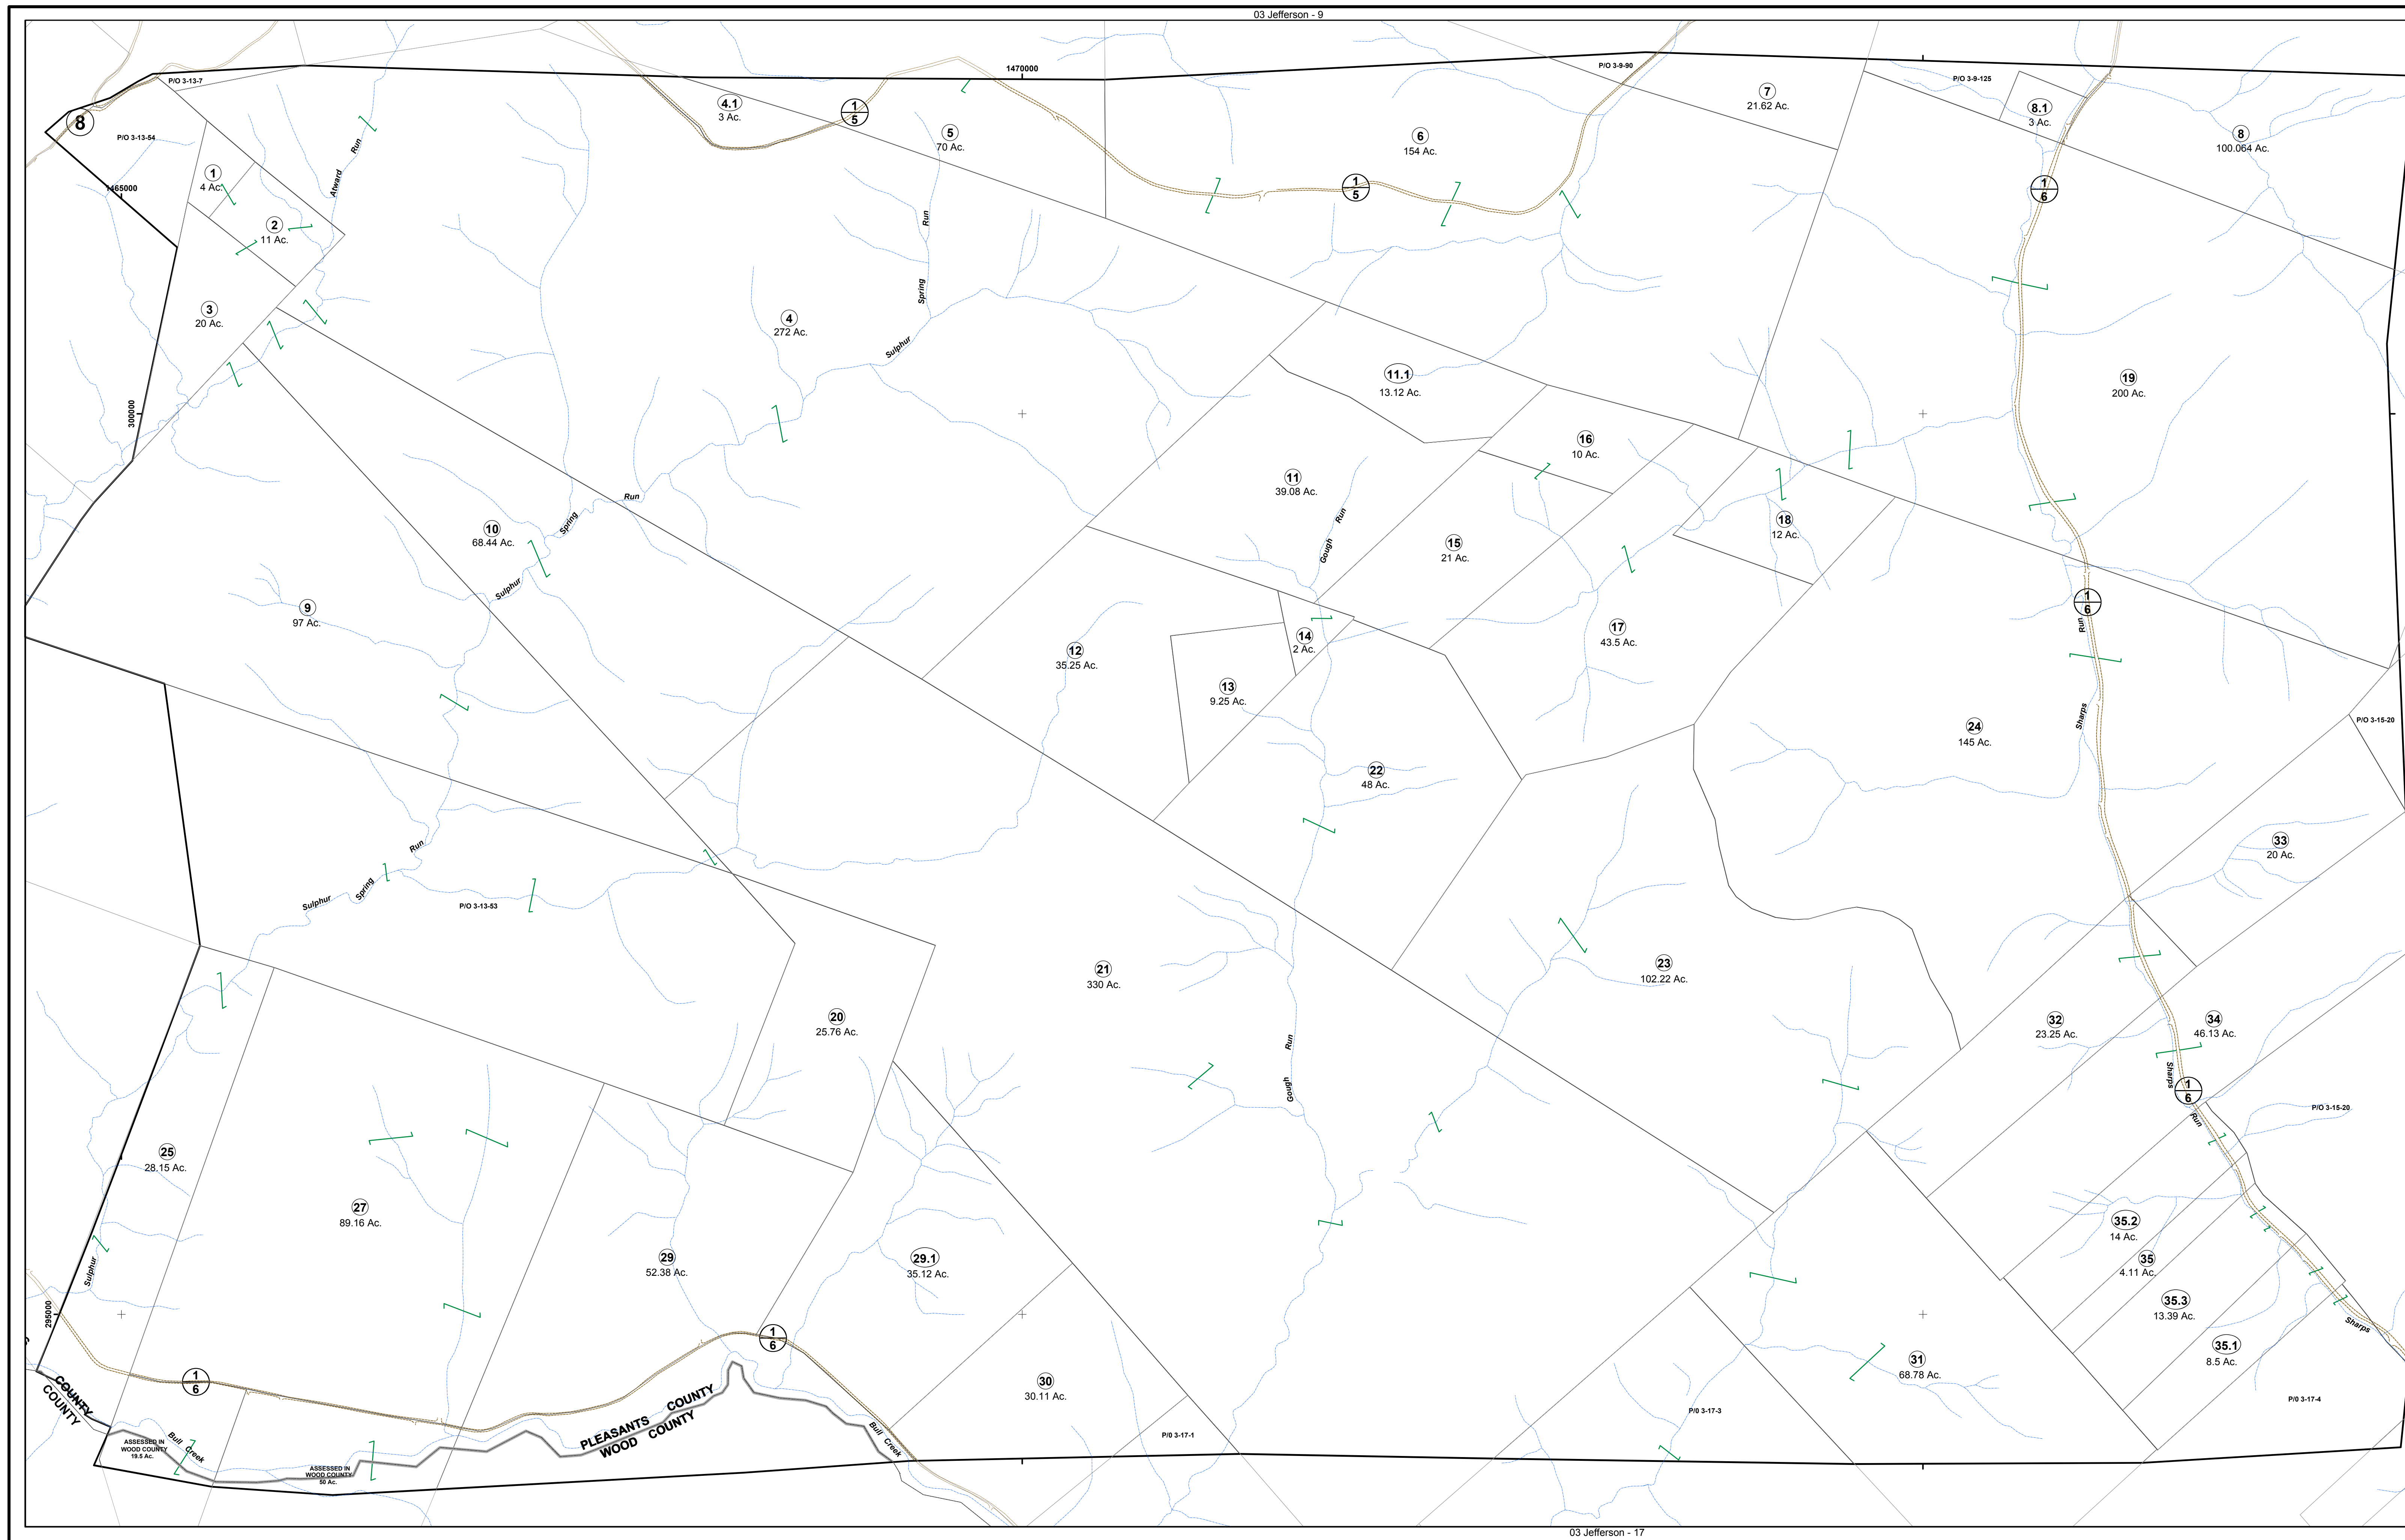 03 Jefferson - 9
1470000
P/O 3-13-7
P/O 3-9-90
P/O 3-9-125
8
P/O 3-13-54
4.1
3 Ac.
1
5
5
70 Ac.
6
154 Ac.
7
21.62 Ac.
8.1
3 Ac.
8
100.064 Ac.
1465000
1
4 Ac.
Atward
Run
2
11 Ac.
1
5
1
6
3
20 Ac.
4
272 Ac.
Run
Spring
Sulphur
300000
11.1
13.12 Ac.
19
200 Ac.
16
10 Ac.
11
39.08 Ac.
Run
Spring
Sulphur
10
68.44 Ac.
Run
Gough
15
21 Ac.
18
12 Ac.
9
97 Ac.
12
35.25 Ac.
14
2 Ac.
17
43.5 Ac.
1
6
Run
13
9.25 Ac.
Sharps
24
145 Ac.
P/O 3-15-20
22
48 Ac.
Run
Spring
Sulphur
P/O 3-13-53
33
20 Ac.
21
330 Ac.
23
102.22 Ac.
20
25.76 Ac.
Run
Gough
32
23.25 Ac.
34
46.13 Ac.
Sharps
1
6
Run
P/O 3-15-20
25
28.15 Ac.
27
89.16 Ac.
29
52.38 Ac.
29.1
35.12 Ac.
35.2
14 Ac.
35
4.11 Ac.
35.3
13.39 Ac.
Sharps
35.1
8.5 Ac.
Sulphur
295000
1
6
1
6
30
30.11 Ac.
31
68.78 Ac.
COUNTY
COUNTY
PLEASANTS COUNTY
WOOD COUNTY
Bull Creek
Bull Creek
ASSESSED IN
WOOD COUNTY
19.5 Ac.
ASSESSED IN
WOOD COUNTY
50 Ac.
P/0 3-17-1
P/0 3-17-3
P/0 3-17-4
03 Jefferson - 17